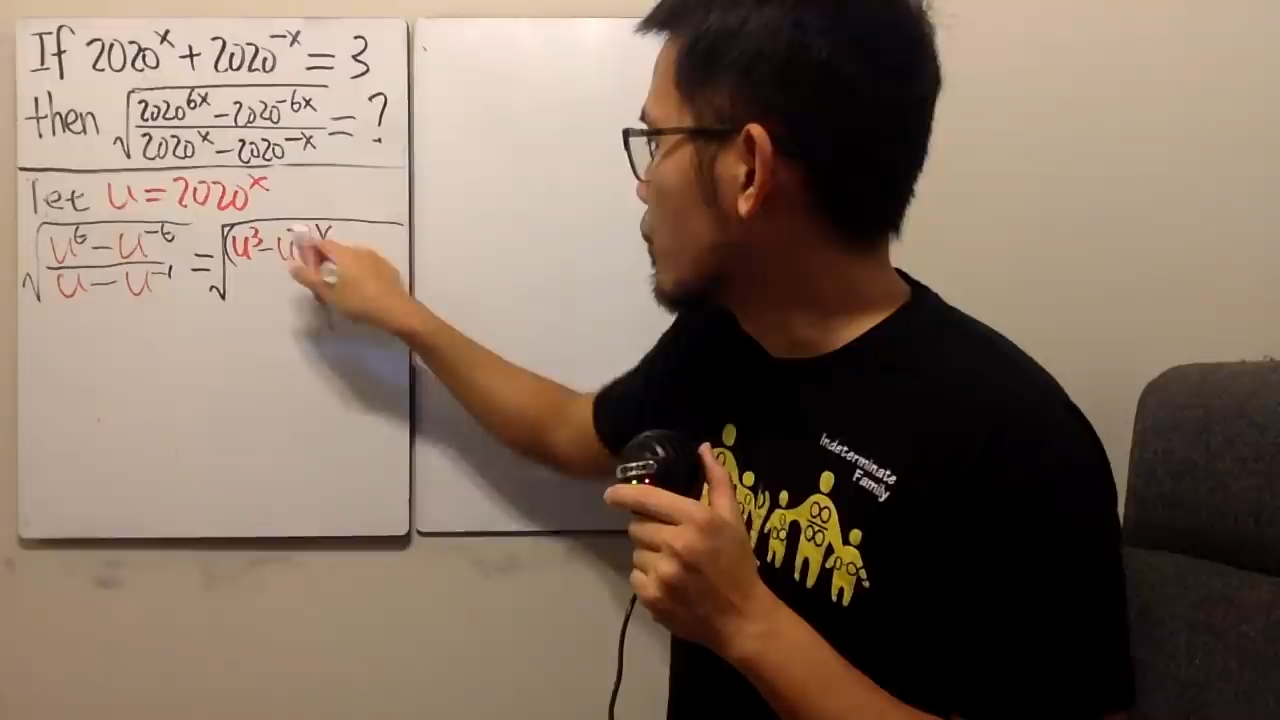 If 2020^x + 2020^-x = 3
then √((2020^6x - 2020^-6x)/(2020^x - 2020^-x)) = ?
let u = 2020^x
√((u^6 - u^-6)/(u - u^-1)) = √(u^3 - u
Indeterminate
Family